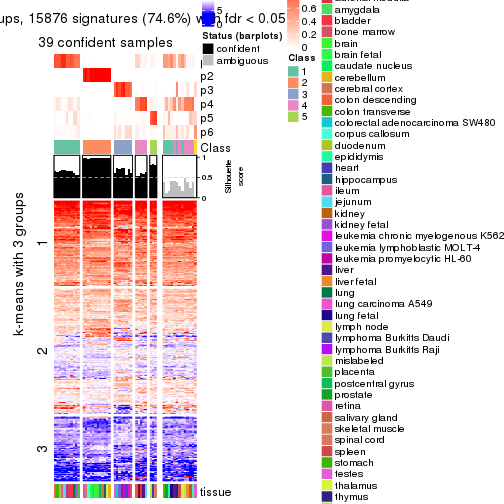 ups, 15876 signatures (74.6%) with fdr < 0.05
39 confident samples
p2
p3
p4
p5
p6
Class
1
0.5
0
Silhouette
score
k-means with 3 groups
1
2
3
tissue
5
0
Status (barplots)
confident
ambiguous
0.6
0.4
0.2
0
Class
1
2
3
4
5
amygdala
bladder
bone marrow
brain
brain fetal
caudate nucleus
cerebellum
cerebral cortex
colon descending
colon transverse
colorectal adenocarcinoma SW480
corpus callosum
duodenum
epididymis
heart
hippocampus
ileum
jejunum
kidney
kidney fetal
leukemia chronic myelogenous K562
leukemia lymphoblastic MOLT-4
leukemia promyelocytic HL-60
liver
liver fetal
lung
lung carcinoma A549
lung fetal
lymph node
lymphoma Burkitts Daudi
lymphoma Burkitts Raji
mislabeled
placenta
postcentral gyrus
prostate
retina
salivary gland
skeletal muscle
spinal cord
spleen
stomach
testes
thalamus
thymus